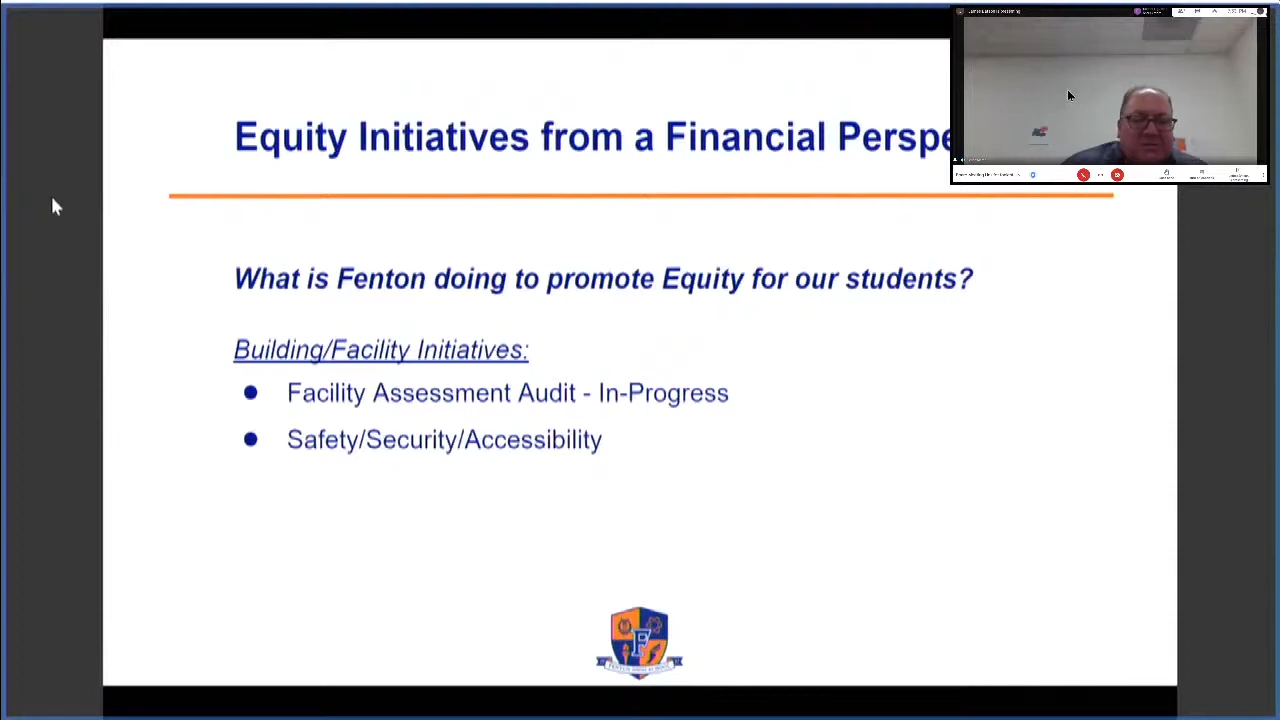 Equity Initiatives from a Financial Perspe
What is Fenton doing to promote Equity for our students?
Building/Facility Initiatives:
● Facility Assessment Audit - In-Progress
● Safety/Security/Accessibility
F